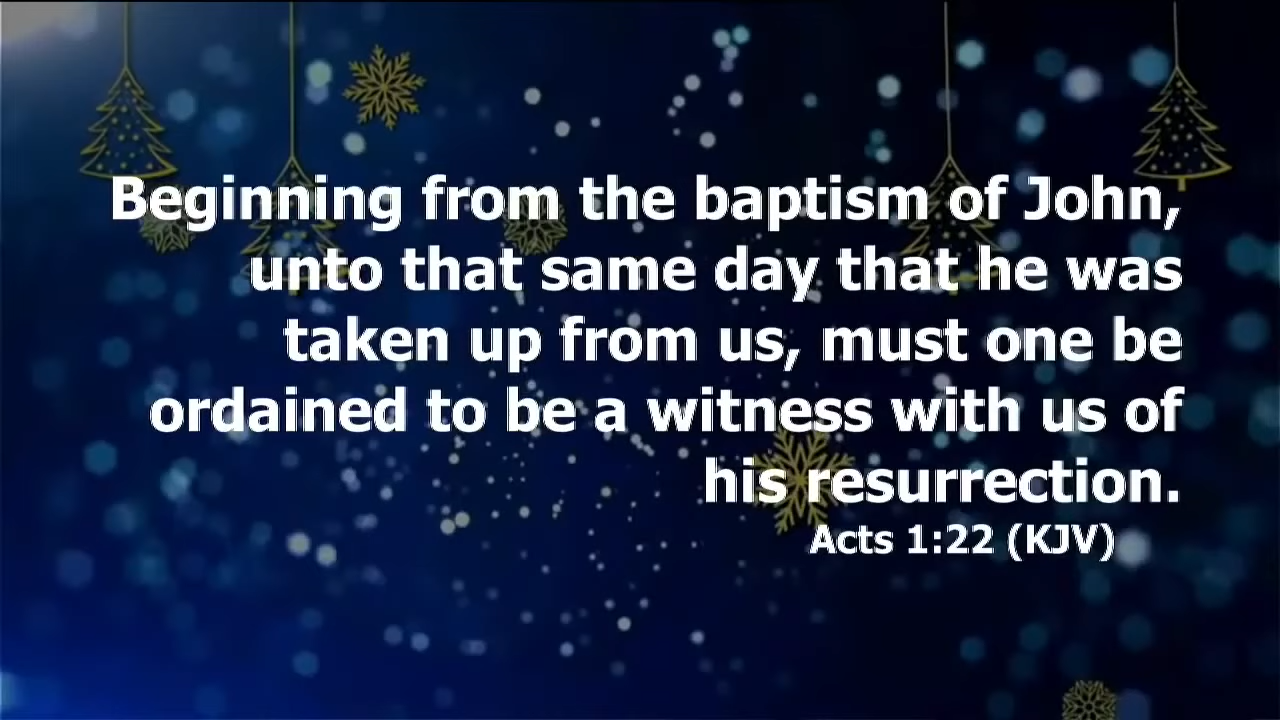 Beginning from the baptism of John,
unto that same day that he was
taken up from us, must one be
ordained to be a witness with us of
his resurrection.
Acts 1:22 (KJV)